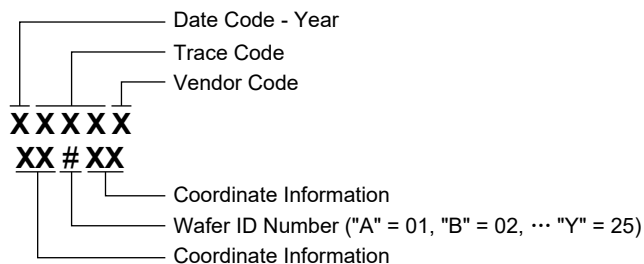 Date Code - Year
Trace Code
Vendor Code
XXXXX
XX # XX
Coordinate Information
Wafer ID Number ("A" = 01, "B" = 02, ··· "Y" = 25)
Coordinate Information